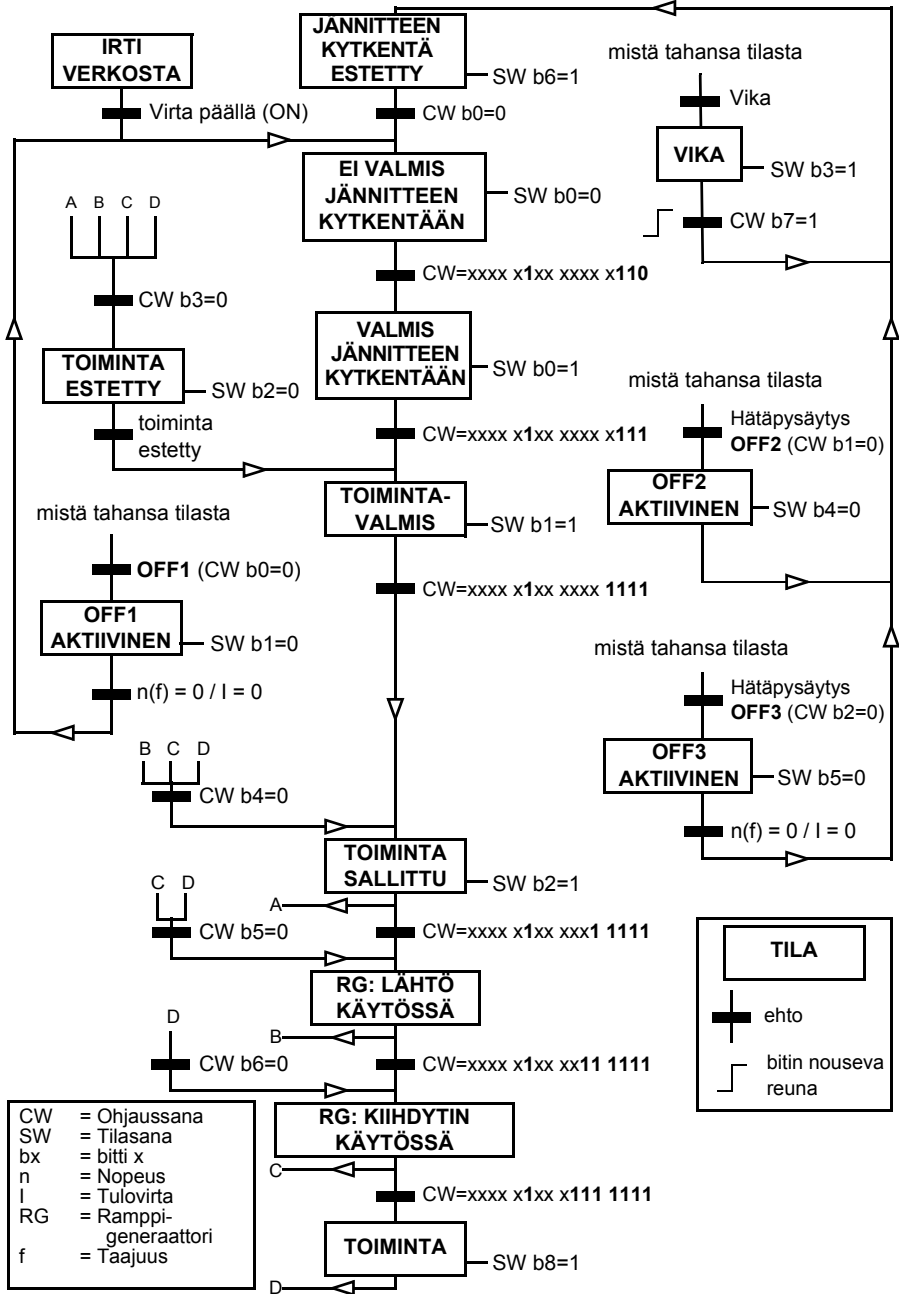 JÄNNITTEEN
KYTKENTÄ
ESTETTY
SW b6=1
CW b0=0
IRTI
VERKOSTA
Virta päällä (ON)
EI VALMIS
JÄNNITTEEN
KYTKENTÄÄN
SW b0=0
CW=xxxx x1xx xxxx x110
mistä tahansa tilasta
Vika
VIKA
SW b3=1
CW b7=1
A B C D
CW b3=0
TOIMINTA
ESTETTY
SW b2=0
toiminta
estetty
VALMIS
JÄNNITTEEN
KYTKENTÄÄN
SW b0=1
CW=xxxx x1xx xxxx x111
TOIMINTA-
VALMIS
SW b1=1
CW=xxxx x1xx xxxx 1111
mistä tahansa tilasta
Hätäpysäytys
OFF2 (CW b1=0)
OFF2
AKTIIVINEN
SW b4=0
mistä tahansa tilasta
OFF1 (CW b0=0)
OFF1
AKTIIVINEN
SW b1=0
n(f) = 0 / I = 0
mistä tahansa tilasta
Hätäpysäytys
OFF3 (CW b2=0)
OFF3
AKTIIVINEN
SW b5=0
n(f) = 0 / I = 0
B C D
CW b4=0
TOIMINTA
SALLITTU
SW b2=1
A
C D
CW b5=0
CW=xxxx x1xx xxx1 1111
RG: LÄHTÖ
KÄYTÖSSÄ
B
D
CW b6=0
CW=xxxx x1xx xx11 1111
RG: KIIHDYTIN
KÄYTÖSSÄ
C
CW=xxxx x1xx x111 1111
TOIMINTA
SW b8=1
D
TILA
ehto
bitin nouseva
reuna
CW = Ohjaussana
SW = Tilasana
bx = bitti x
n = Nopeus
I = Tulovirta
RG = Ramppi-
generaattori
f = Taajuus